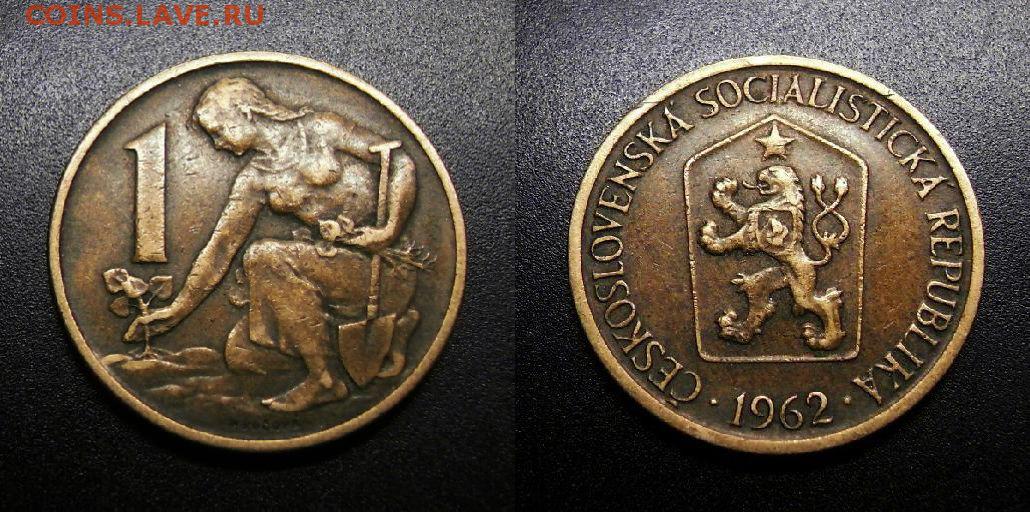 COINS.LAVE.RU
1
ČESKOSLOVENSKÁ SOCIALISTICKÁ REPUBLIKA
· 1962 ·